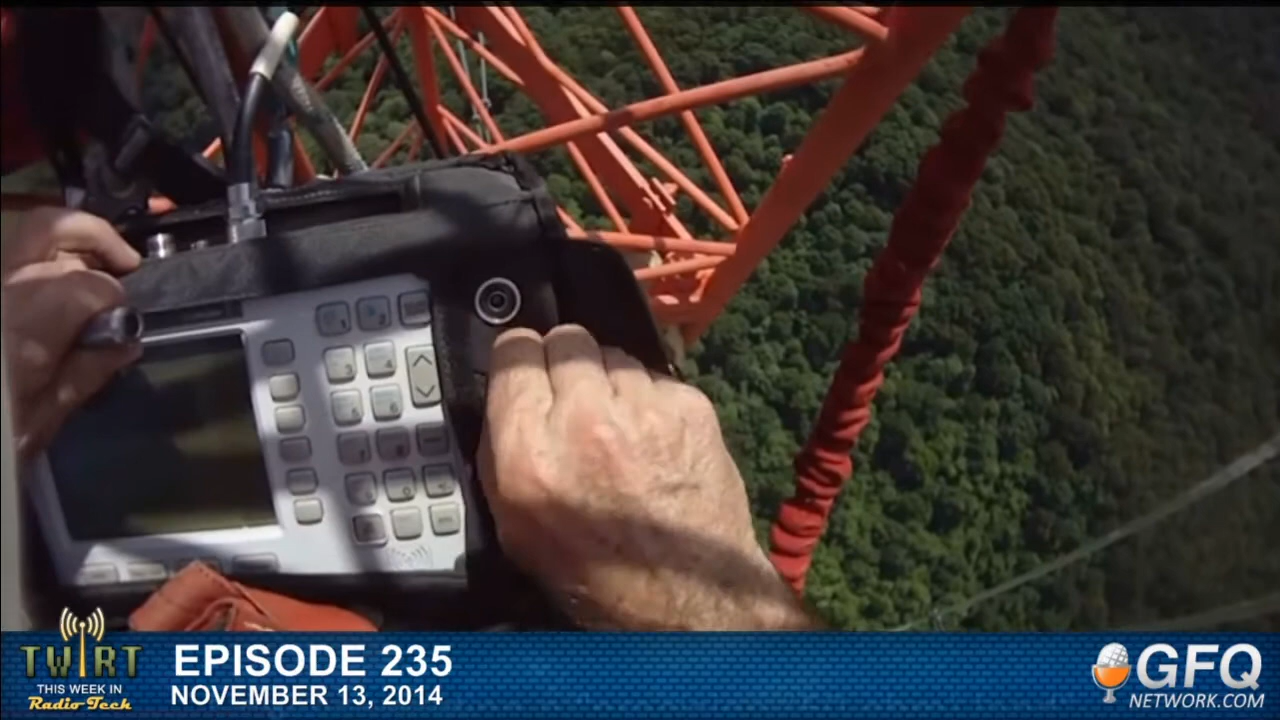 TWiRT
THIS WEEK IN
Radio Tech
EPISODE 235
NOVEMBER 13, 2014
GFQ
NETWORK.COM